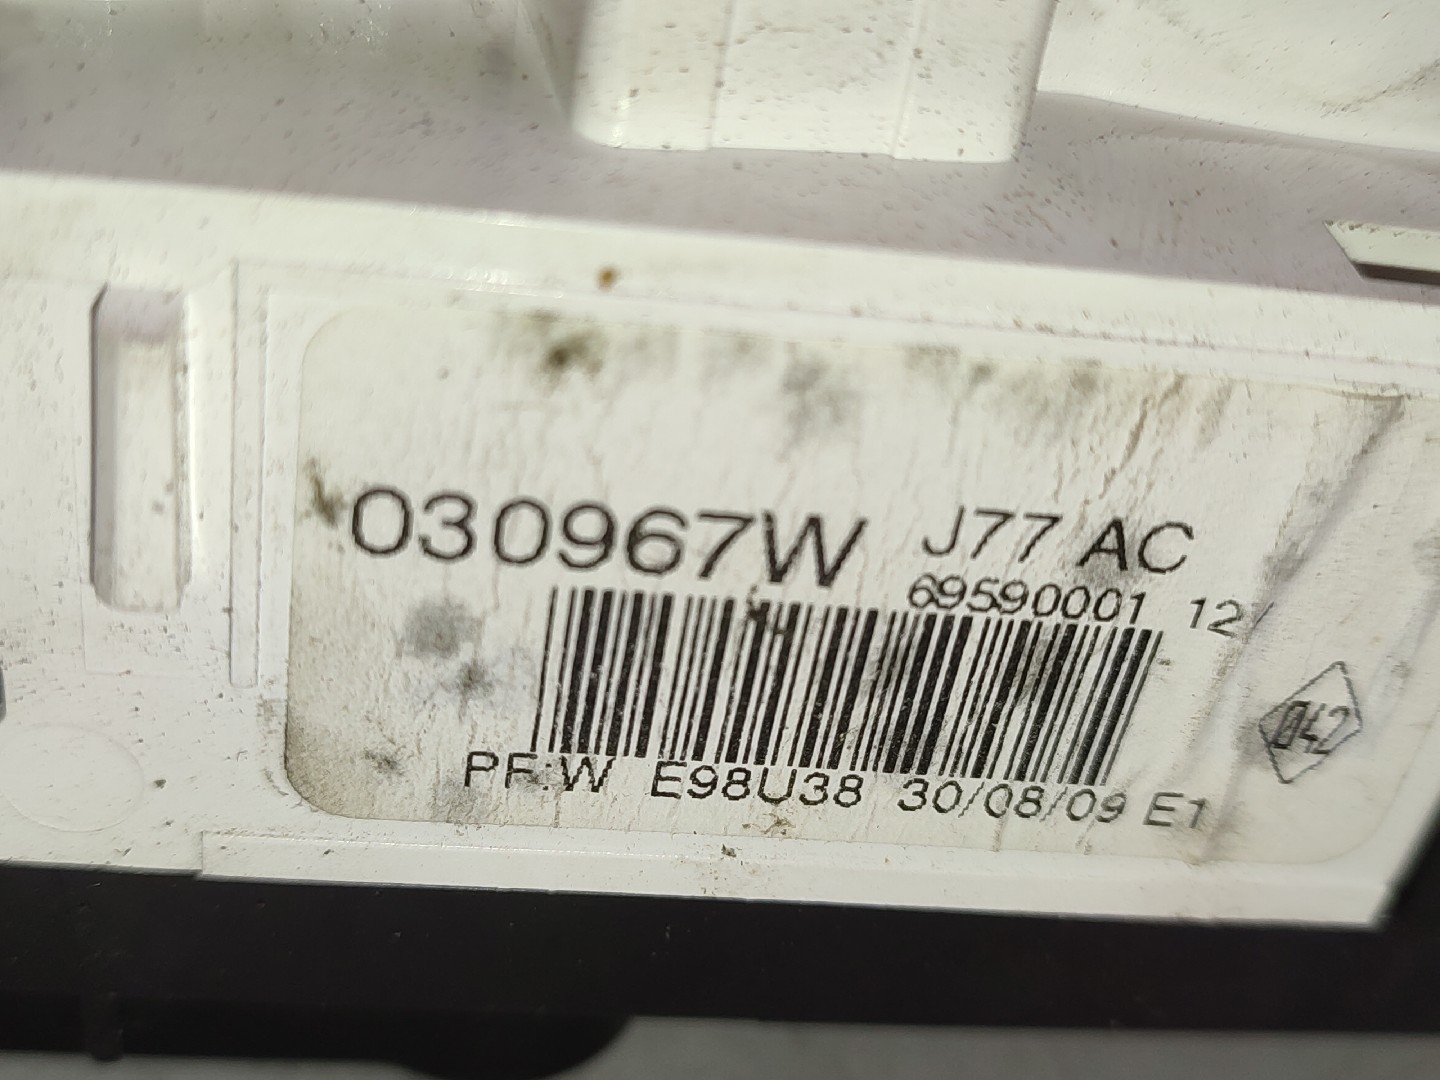 030967W J77 AC
69590001 12
PF:W E98U38 30/08/09 E1
042